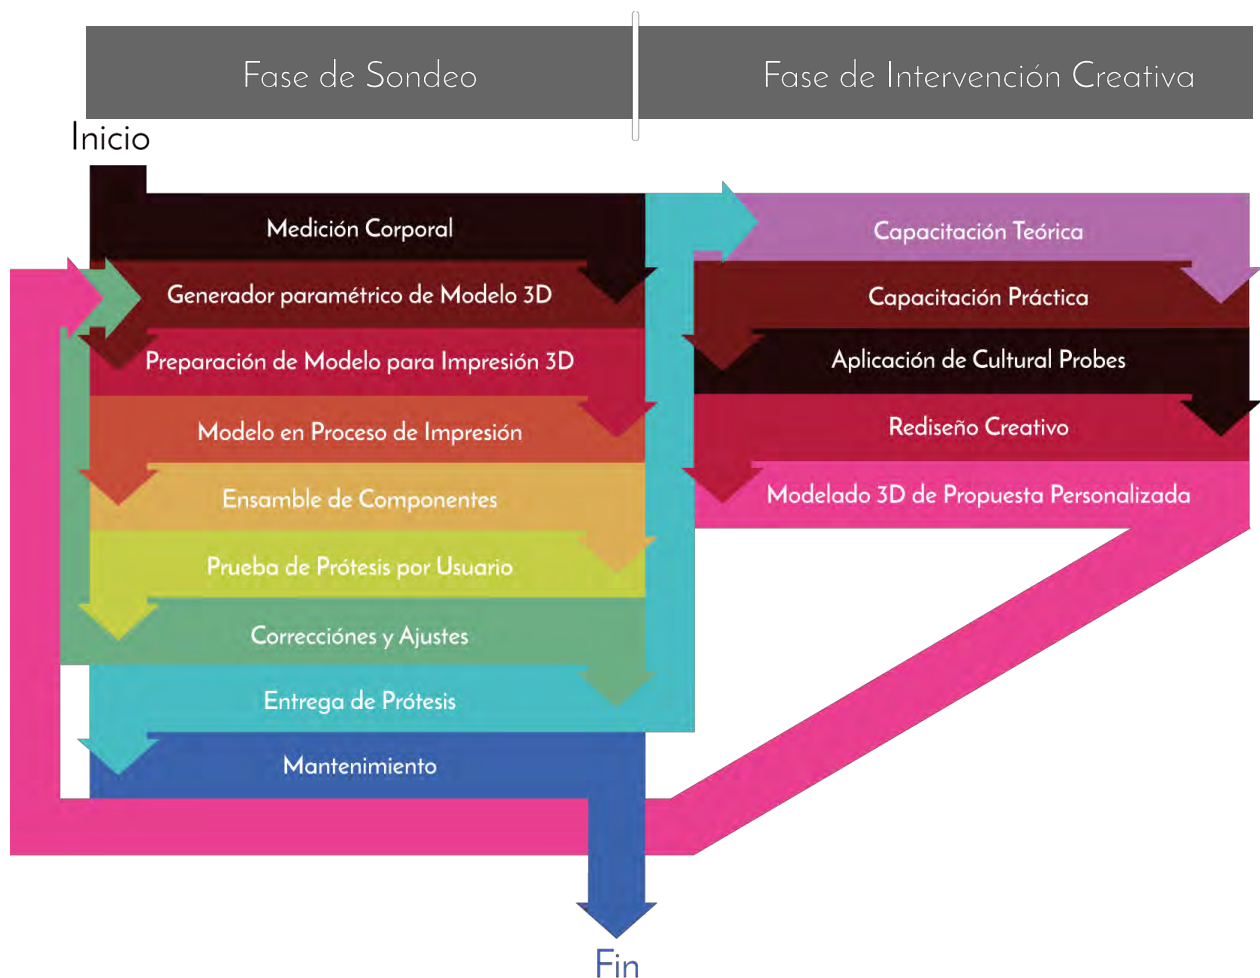 Fase de Sondeo
Fase de Intervención Creativa
Inicio
Medición Corporal
Generador paramétrico de Modelo 3D
Preparación de Modelo para Impresión 3D
Modelo en Proceso de Impresión
Ensamble de Componentes
Prueba de Prótesis por Usuario
Correcciónes y Ajustes
Entrega de Prótesis
Mantenimiento
Capacitación Teórica
Capacitación Práctica
Aplicación de Cultural Probes
Rediseño Creativo
Modelado 3D de Propuesta Personalizada
Fin